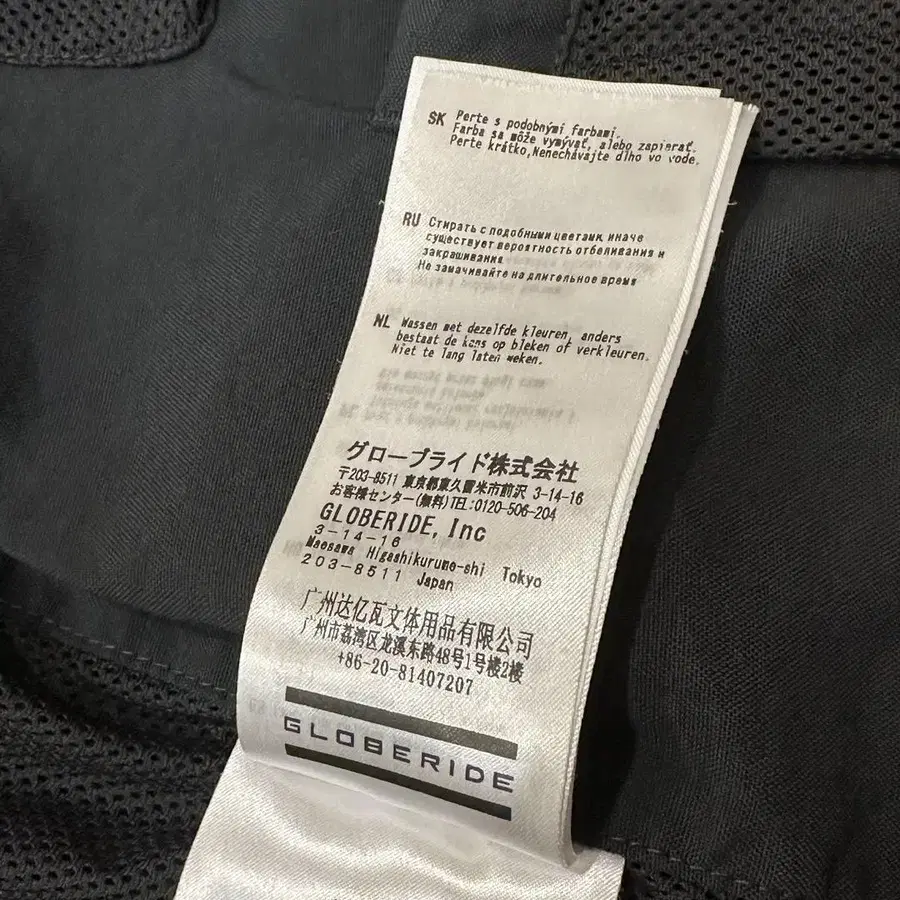 SK Perte s podobnými farbami.
Farba sa môže vymývať, alebo zapierať.
Perte krátko,Nenechávajte dlho vo vode.
RU Стирать с подобными цветами, иначе
существует вероятность отбеливания и
закрашивания
Не замачивайте на длительное время
NL Wassen met dezelfde kleuren, anders
bestaat de kans op bleken of verkleuren.
Niet te lang laten weken.
グローブライド株式会社
〒203-8511 東京都東久留米市前沢 3-14-16
お客様センター(無料)TEL:0120-506-204
GLOBERIDE, Inc
3-14-16
Maesawa Higashikurume-shi Tokyo
203-8511 Japan
广州达亿瓦文体用品有限公司
广州市荔湾区龙溪东路48号1号楼2楼
+86-20-81407207
GLOBERIDE